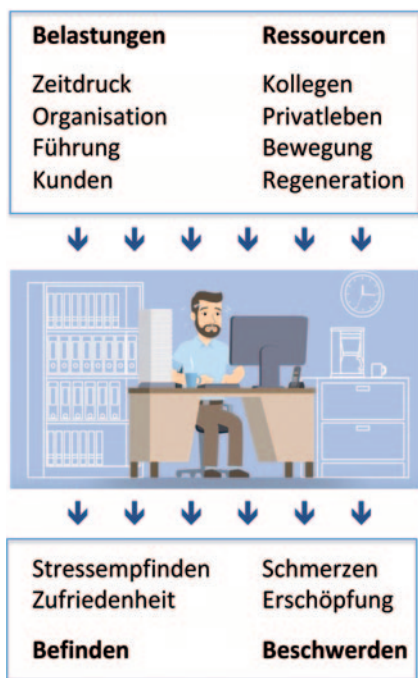 Belastungen Ressourcen
Zeitdruck Kollegen
Organisation Privatleben
Führung Bewegung
Kunden Regeneration
Stressempfinden Schmerzen
Zufriedenheit Erschöpfung
Befinden Beschwerden